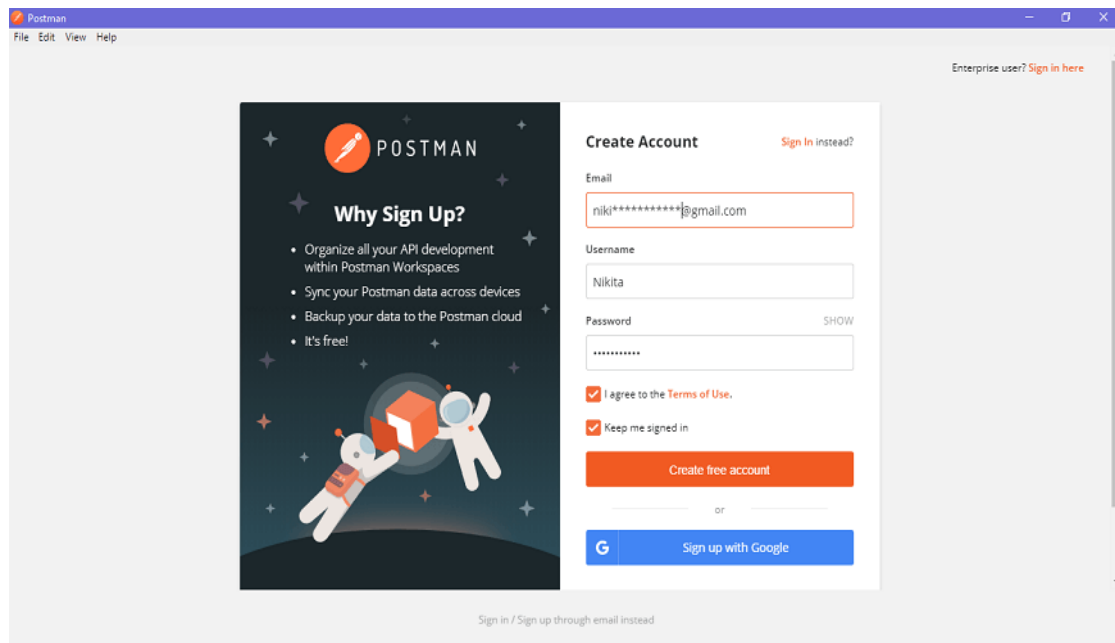 Postman
File Edit View Help
Enterprise user? Sign in here
POSTMAN
Why Sign Up?
• Organize all your API development
within Postman Workspaces
• Sync your Postman data across devices
• Backup your data to the Postman cloud
• It's free!
Create Account
Sign In instead?
Email
niki***********@gmail.com
Username
Nikita
Password
SHOW
•••••••••••
I agree to the Terms of Use.
Keep me signed in
Create free account
or
G Sign up with Google
Sign in / Sign up through email instead